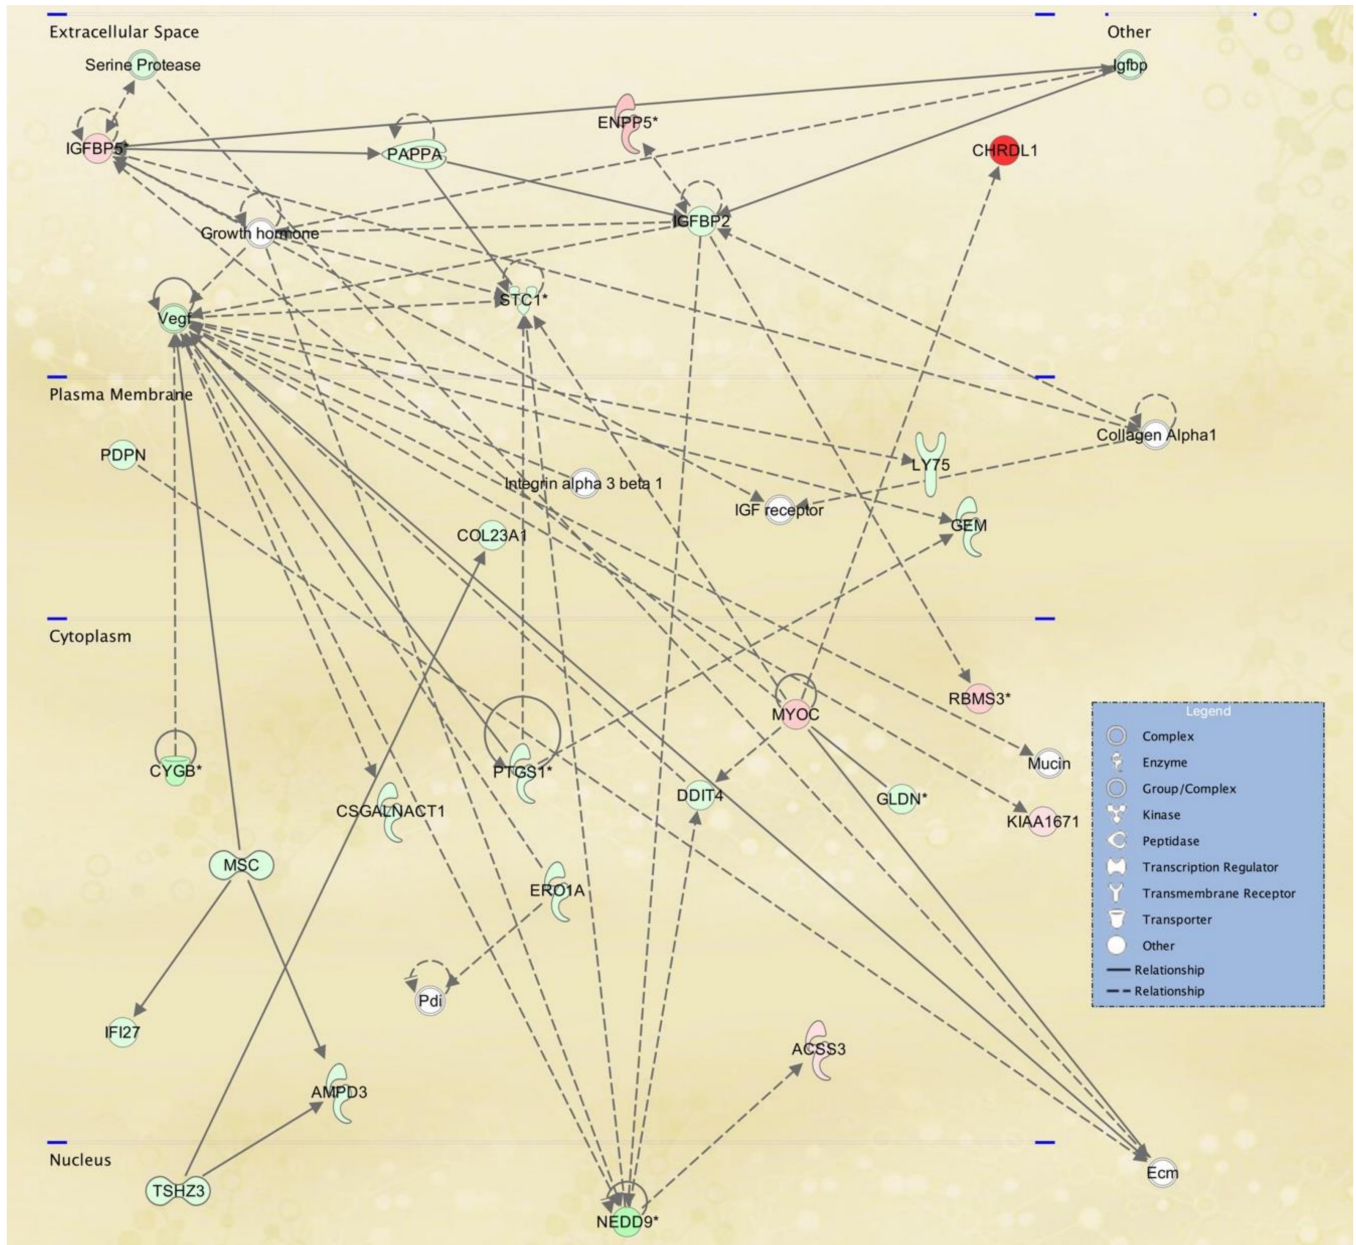 Extracellular Space
Other
Serine Protease
Igfbp
ENPP5*
IGFBP5*
PAPPA
CHRDL1
IGFBP2
Growth hormone
STC1*
Vegf
Plasma Membrane
Collagen Alpha1
PDPN
LY75
Integrin alpha 3 beta 1
IGF receptor
GEM
COL23A1
Cytoplasm
RBMS3*
MYOC
Mucin
CYGB*
PTGS1*
DDIT4
GLDN*
CSGALNACT1
KIAA1671
MSC
ERO1A
Pdi
IFI27
ACSS3
AMPD3
Nucleus
Ecm
TSHZ3
NEDD9*
Legend
Complex
Enzyme
Group/Complex
Kinase
Peptidase
Transcription Regulator
Transmembrane Receptor
Transporter
Other
Relationship
Relationship